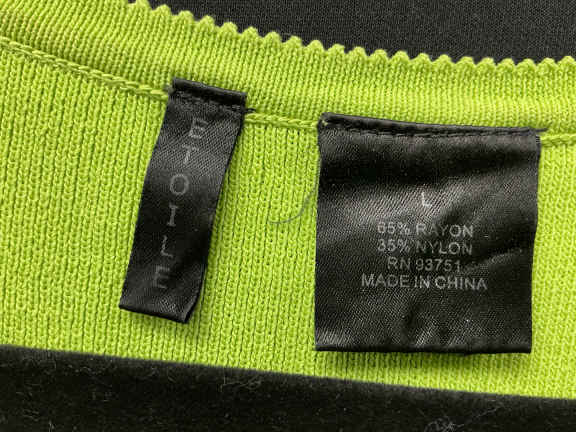 ETOILE
L
65% RAYON
35% NYLON
RN 93751
MADE IN CHINA